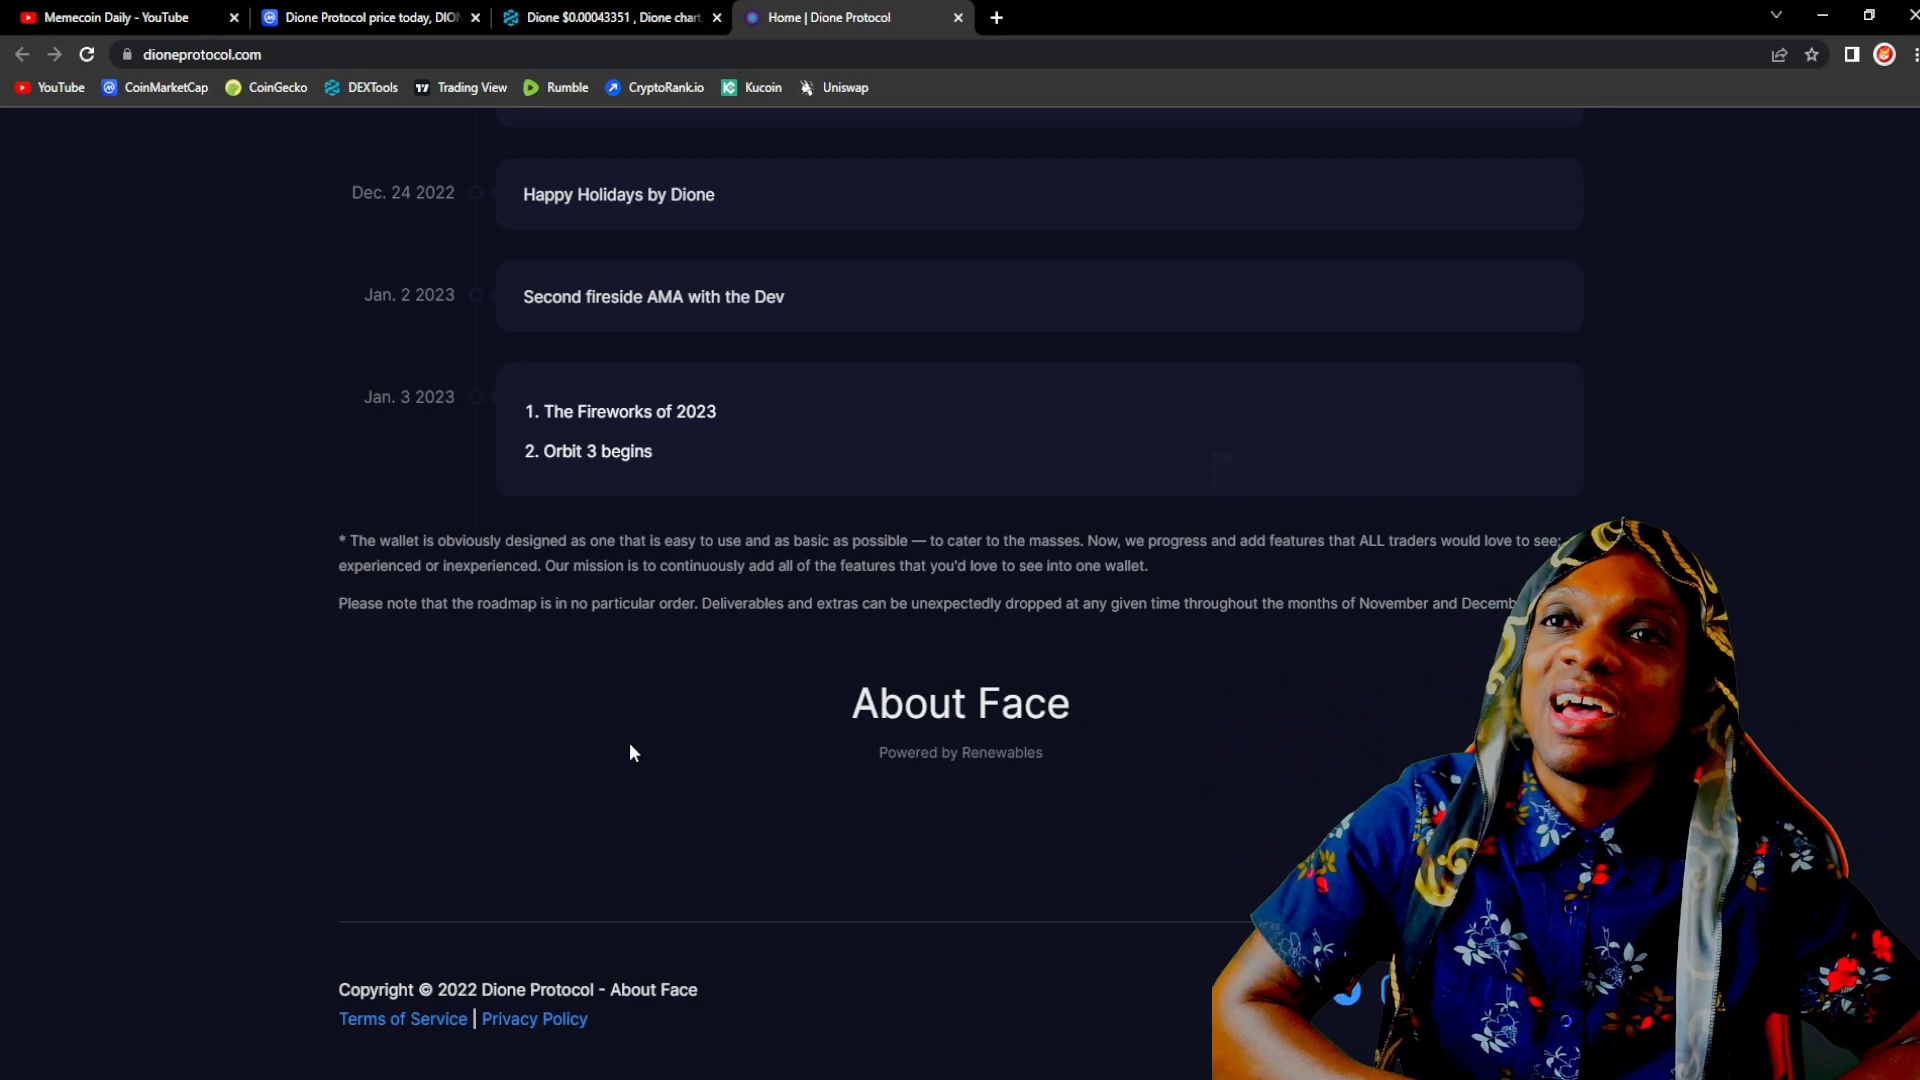 Memecoin Daily - YouTube
Dione Protocol price today, DION
Dione $0.00043351 , Dione chart
Home | Dione Protocol
dioneprotocol.com
YouTube
CoinMarketCap
CoinGecko
DEXTools
Trading View
Rumble
CryptoRank.io
Kucoin
Uniswap
Dec. 24 2022
Happy Holidays by Dione
Jan. 2 2023
Second fireside AMA with the Dev
Jan. 3 2023
1. The Fireworks of 2023
2. Orbit 3 begins
* The wallet is obviously designed as one that is easy to use and as basic as possible — to cater to the masses. Now, we progress and add features that ALL traders would love to see;
experienced or inexperienced. Our mission is to continuously add all of the features that you'd love to see into one wallet.
Please note that the roadmap is in no particular order. Deliverables and extras can be unexpectedly dropped at any given time throughout the months of November and Decemb
About Face
Powered by Renewables
Copyright © 2022 Dione Protocol - About Face
Terms of Service | Privacy Policy